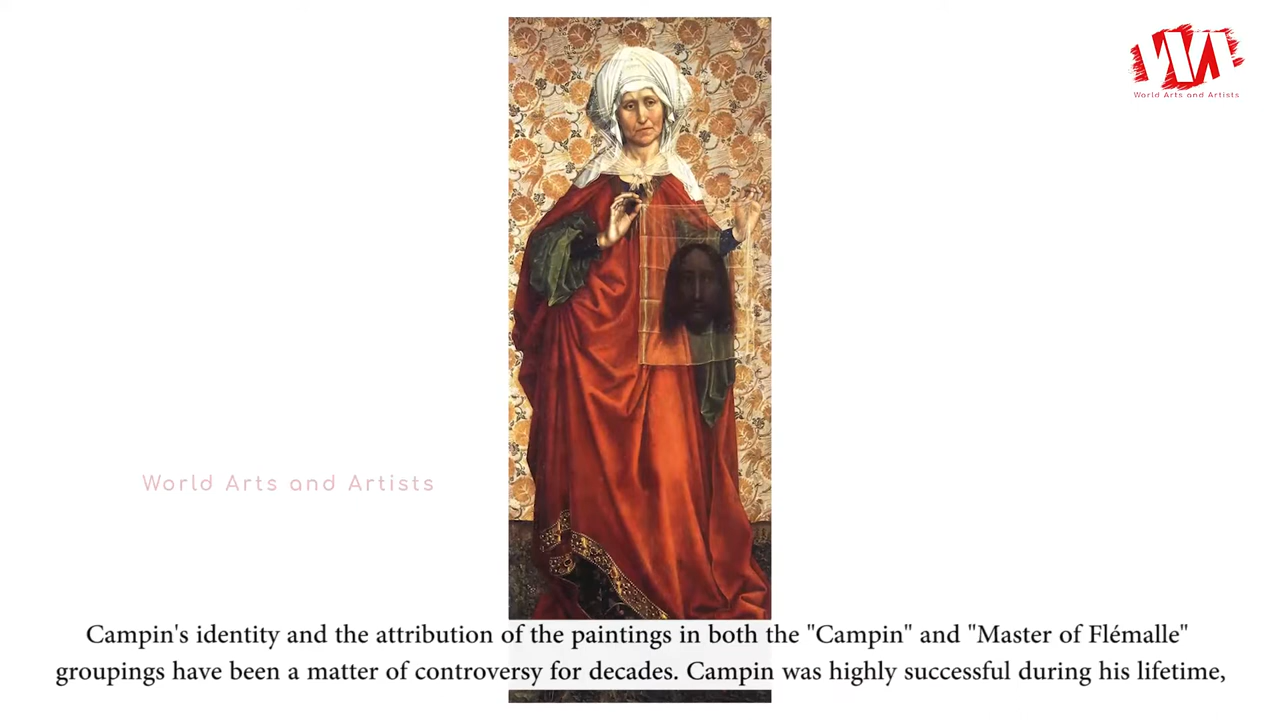 World Arts and Artists
World Arts and Artists
Campin's identity and the attribution of the paintings in both the "Campin" and "Master of Flémalle"
groupings have been a matter of controversy for decades. Campin was highly successful during his lifetime,